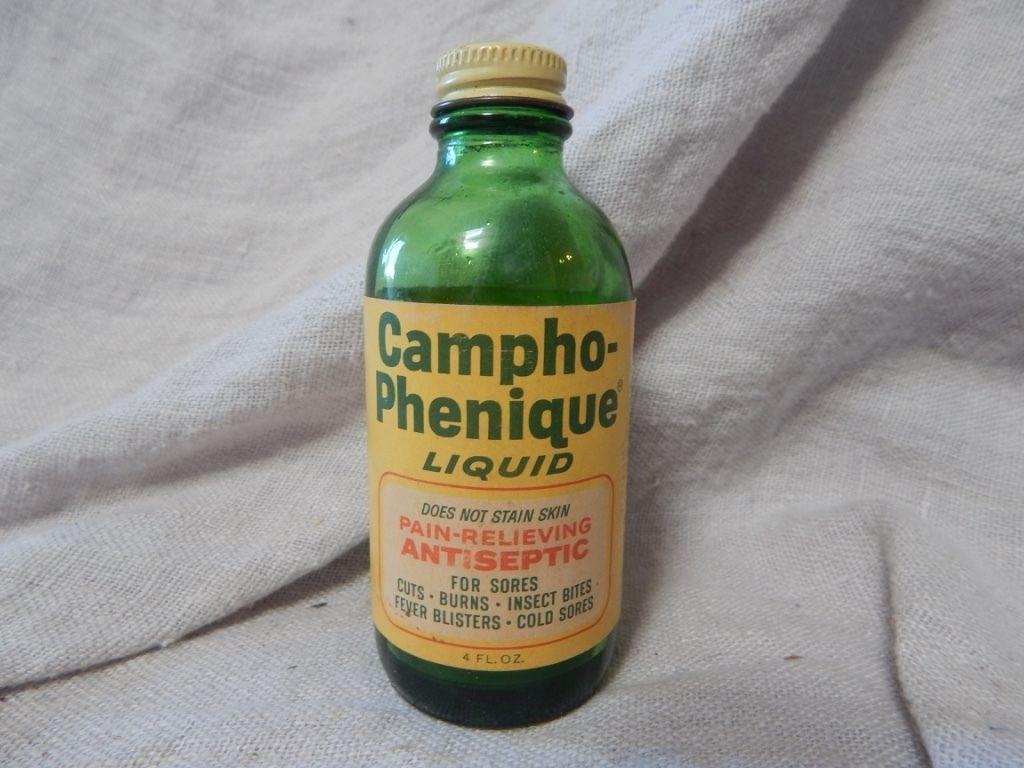 Campho-
Phenique®
LIQUID
DOES NOT STAIN SKIN
PAIN-RELIEVING
ANTISEPTIC
FOR SORES
CUTS • BURNS • INSECT BITES
FEVER BLISTERS • COLD SORES
4 FL. OZ.